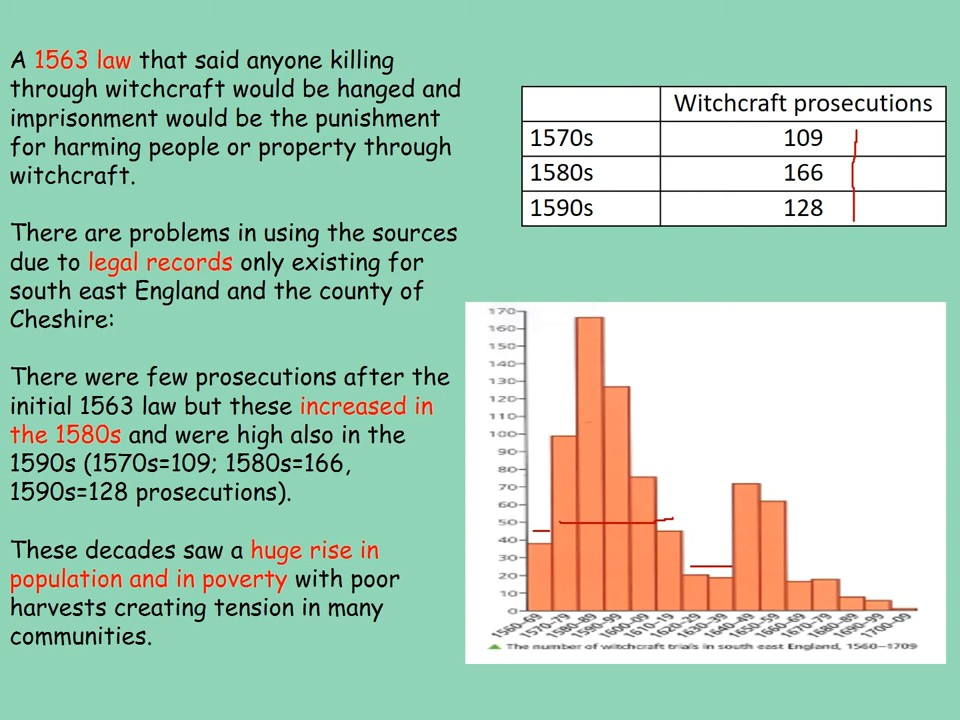 A 1563 law that said anyone killing
through witchcraft would be hanged and
imprisonment would be the punishment
for harming people or property through
witchcraft.
There are problems in using the sources
due to legal records only existing for
south east England and the county of
Cheshire:
There were few prosecutions after the
initial 1563 law but these increased in
the 1580s and were high also in the
1590s (1570s=109; 1580s=166,
1590s=128 prosecutions).
These decades saw a huge rise in
population and in poverty with poor
harvests creating tension in many
communities.
Witchcraft prosecutions
1570s 109
1580s 166
1590s 128
170
160
150
140
130
120
110
100
90
80
70
60
50
40
30
20
10
0
1560–69 1570–79 1580–89 1590–99 1600–09 1610–19 1620–29 1630–39 1640–49 1650–59 1660–69 1670–79 1680–89 1690–99 1700–09
The number of witchcraft trials in south east England, 1560–1709